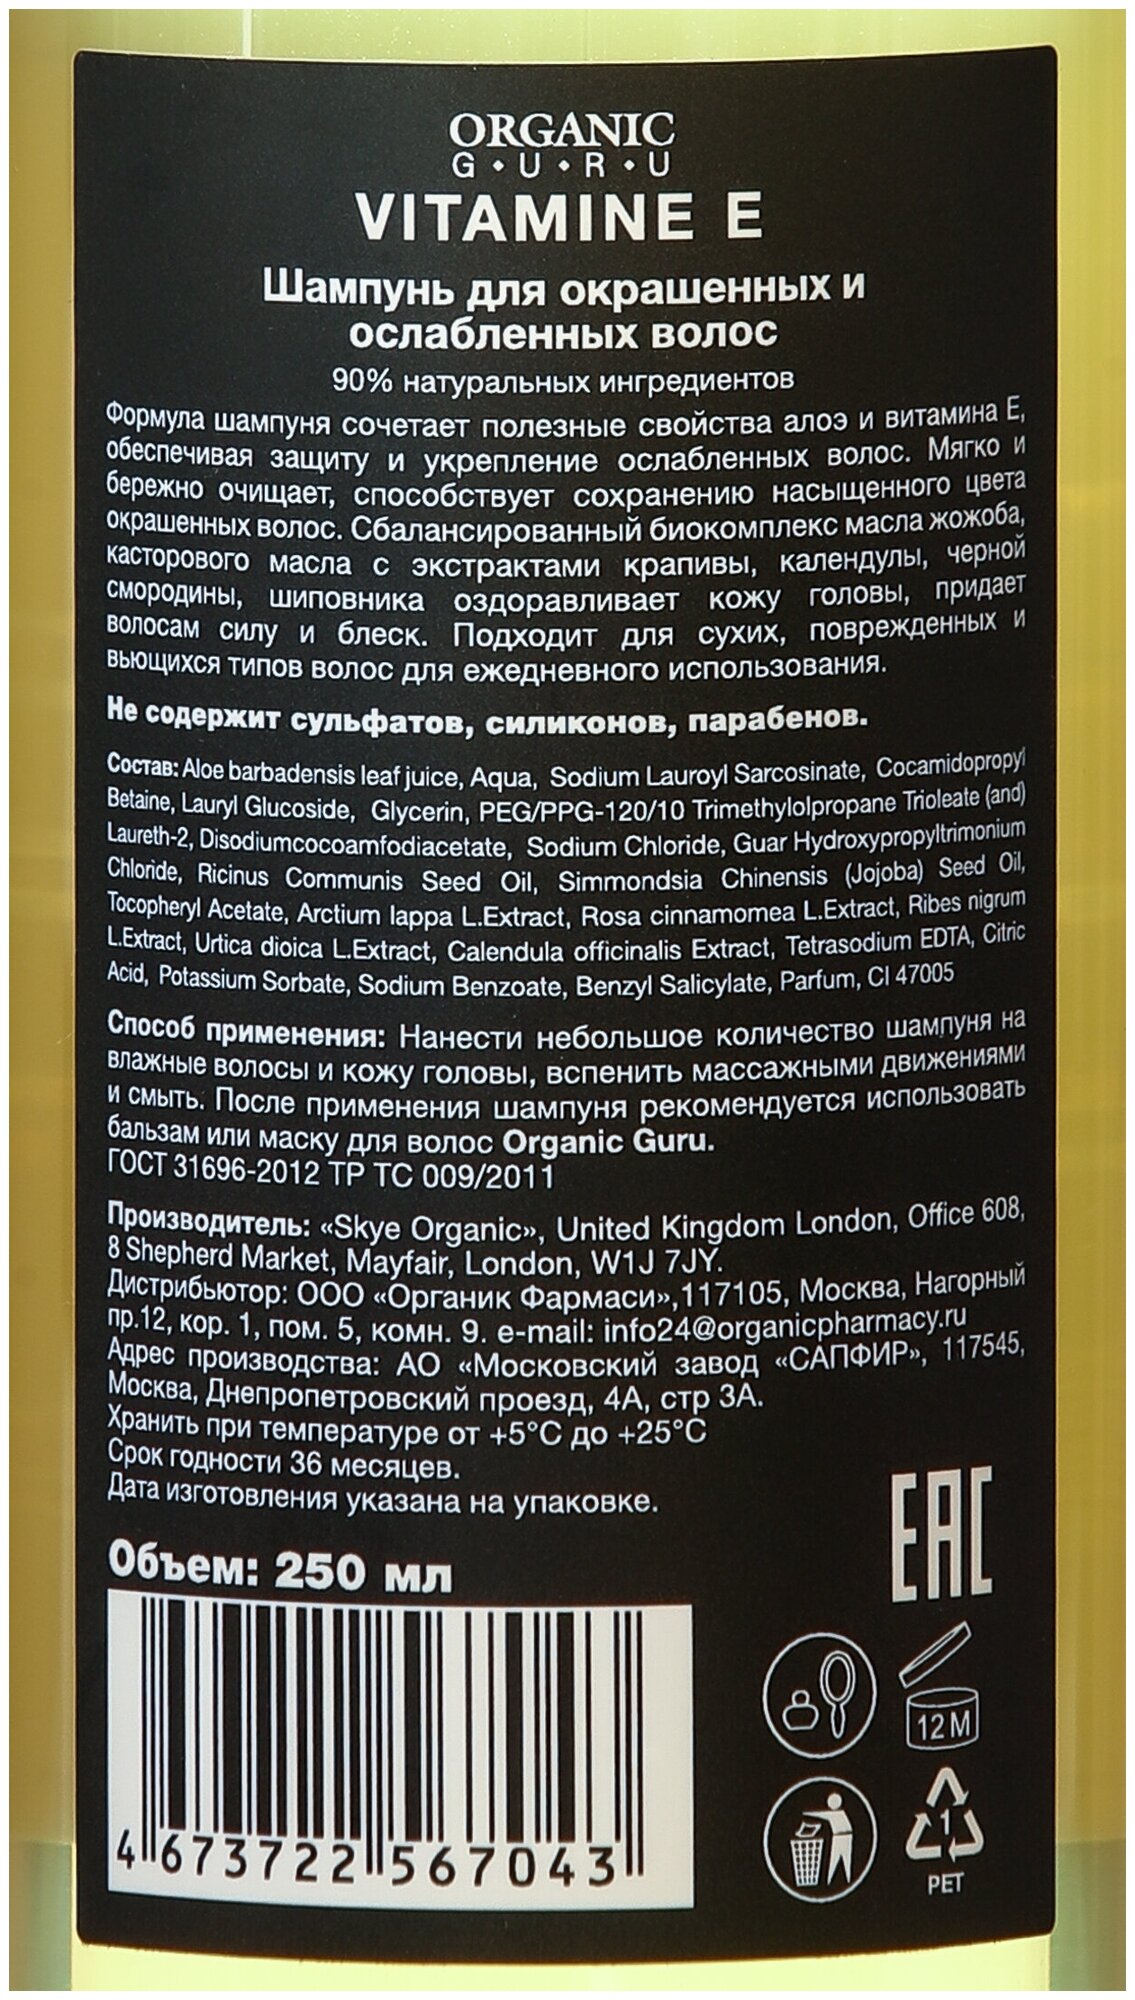 ORGANIC
G•U•R•U
VITAMINE E
Шампунь для окрашенных и
ослабленных волос
90% натуральных ингредиентов
Формула шампуня сочетает полезные свойства алоэ и витамина Е,
обеспечивая защиту и укрепление ослабленных волос. Мягко и
бережно очищает, способствует сохранению насыщенного цвета
окрашенных волос. Сбалансированный биокомплекс масла жожоба,
касторового масла с экстрактами крапивы, календулы, черной
смородины, шиповника оздоравливает кожу головы, придает
волосам силу и блеск. Подходит для сухих, поврежденных и
вьющихся типов волос для ежедневного использования.
Не содержит сульфатов, силиконов, парабенов.
Состав: Aloe barbadensis leaf juice, Aqua, Sodium Lauroyl Sarcosinate, Cocamidopropyl
Betaine, Lauryl Glucoside, Glycerin, PEG/PPG-120/10 Trimethylolpropane Trioleate (and)
Laureth-2, Disodiumcocoamfodiacetate, Sodium Chloride, Guar Hydroxypropyltrimonium
Chloride, Ricinus Communis Seed Oil, Simmondsia Chinensis (Jojoba) Seed Oil,
Tocopheryl Acetate, Arctium lappa L.Extract, Rosa cinnamomea L.Extract, Ribes nigrum
L.Extract, Urtica dioica L.Extract, Calendula officinalis Extract, Tetrasodium EDTA, Citric
Acid, Potassium Sorbate, Sodium Benzoate, Benzyl Salicylate, Parfum, CI 47005
Способ применения: Нанести небольшое количество шампуня на
влажные волосы и кожу головы, вспенить массажными движениями
и смыть. После применения шампуня рекомендуется использовать
бальзам или маску для волос Organic Guru.
ГОСТ 31696-2012 ТР ТС 009/2011
Производитель: «Skye Organic», United Kingdom London, Office 608,
8 Shepherd Market, Mayfair, London, W1J 7JY.
Дистрибьютор: ООО «Органик Фармаси»,117105, Москва, Нагорный
пр.12, кор. 1, пом. 5, комн. 9. e-mail: info24@organicpharmacy.ru
Адрес производства: АО «Московский завод «САПФИР», 117545,
Москва, Днепропетровский проезд, 4А, стр 3А.
Хранить при температуре от +5°С до +25°С
Срок годности 36 месяцев.
Дата изготовления указана на упаковке.
Объем: 250 мл
ЕАС
12 M
4 673722 567043
1
PET